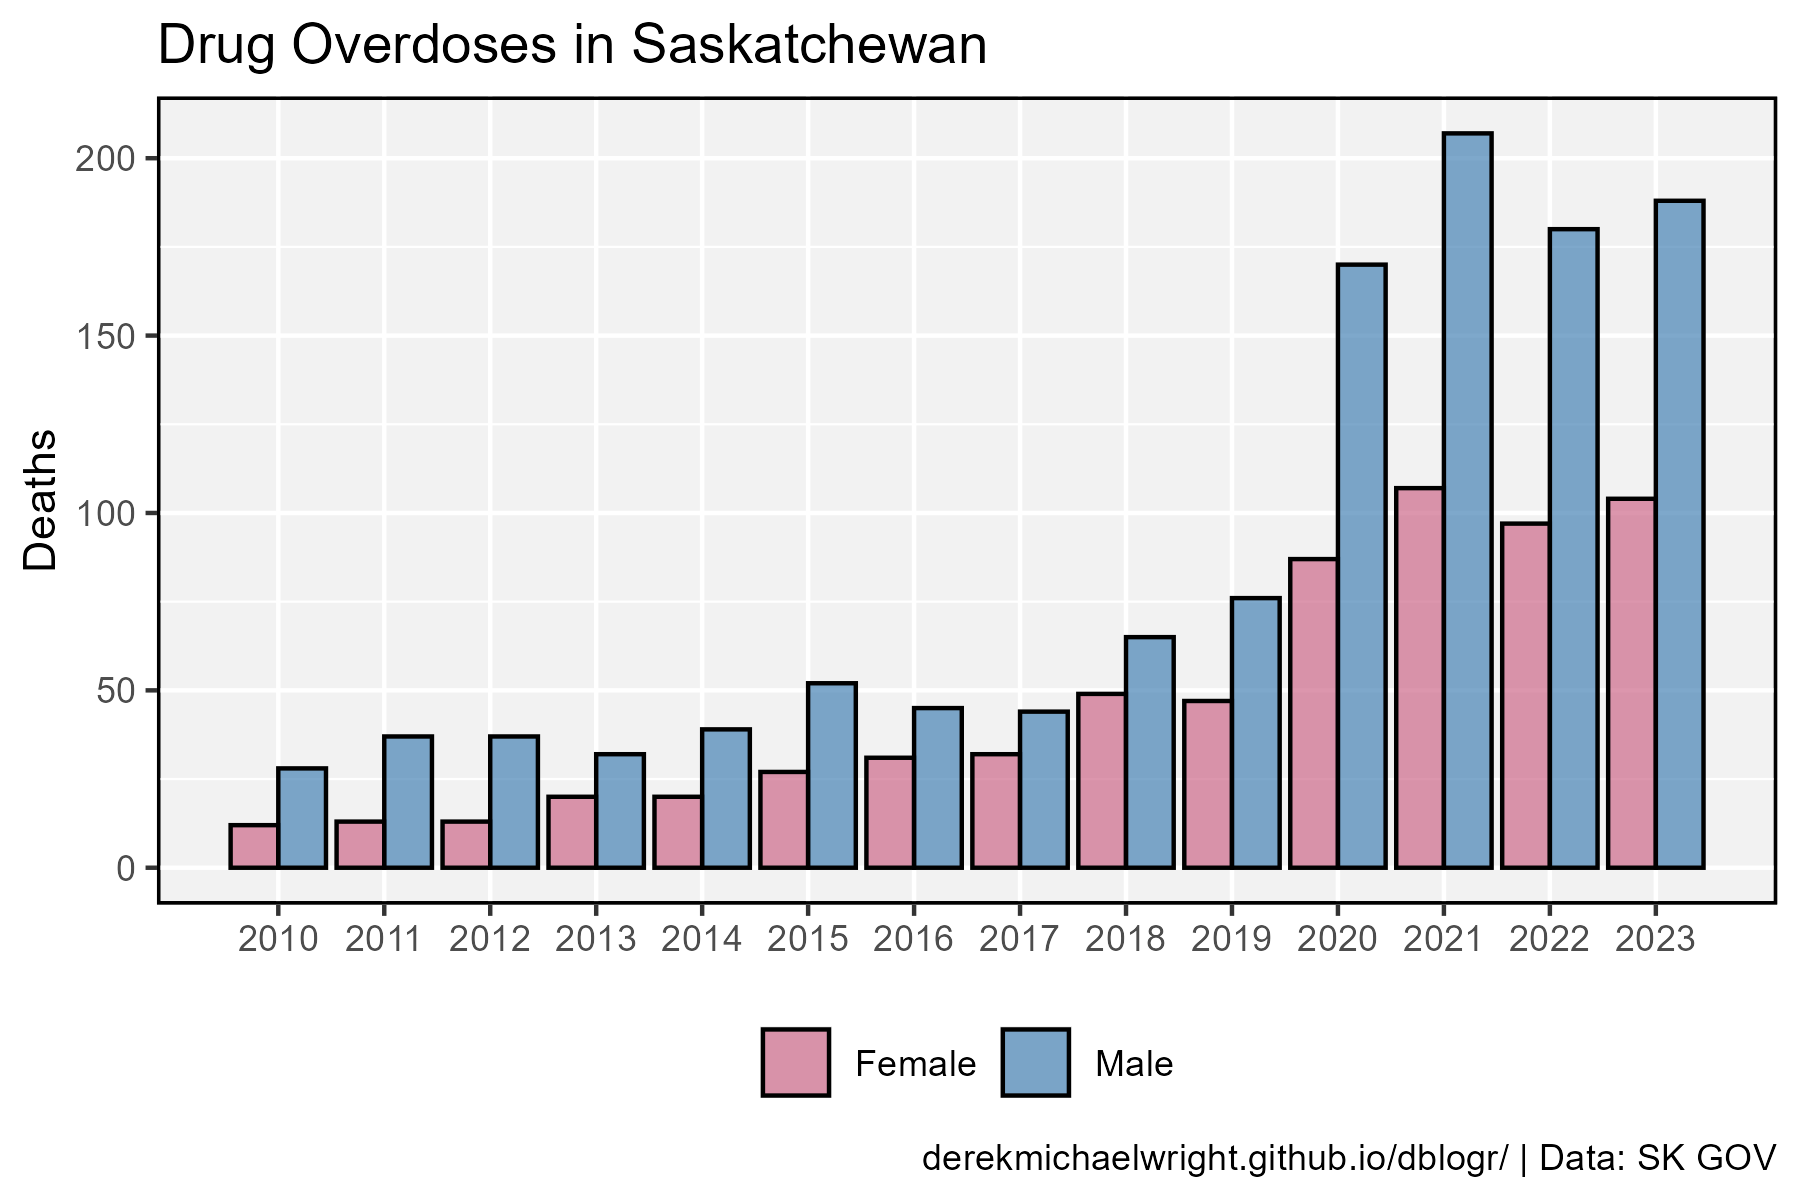 Drug Overdoses in Saskatchewan
Deaths
200
150
100
50
0
2010 2011 2012 2013 2014 2015 2016 2017 2018 2019 2020 2021 2022 2023
Female Male
derekmichaelwright.github.io/dblogr/ | Data: SK GOV